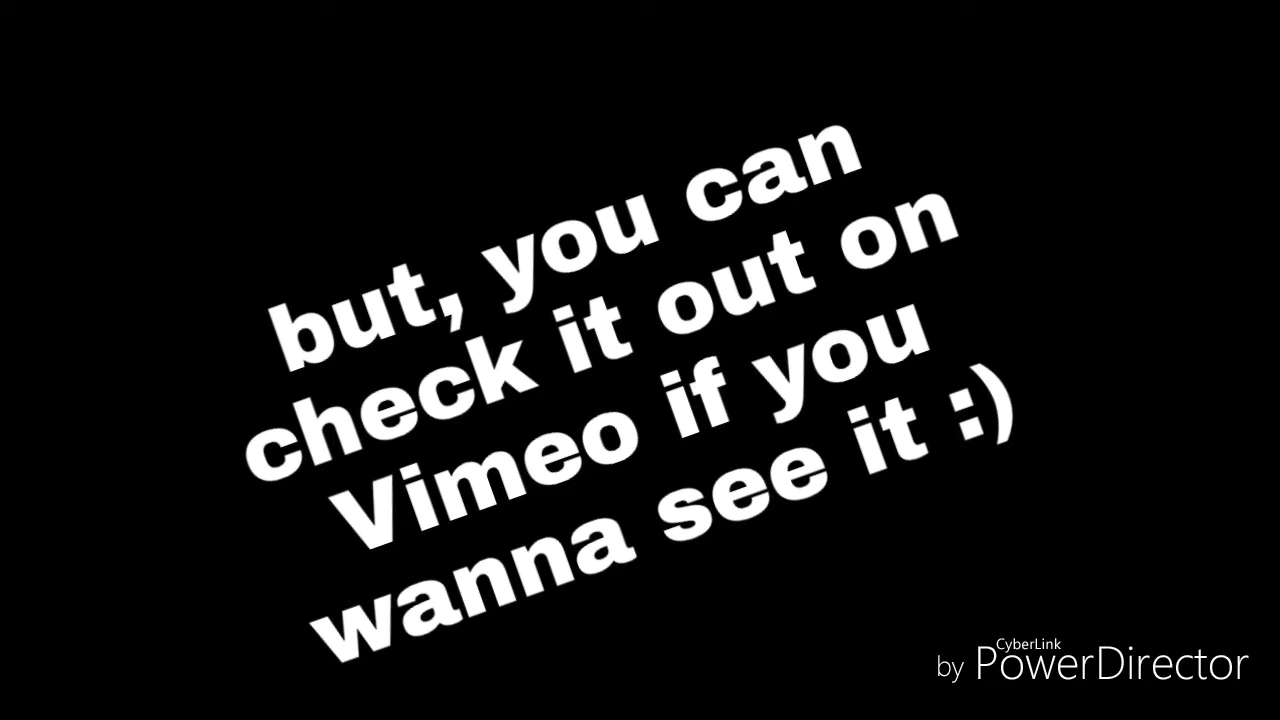 but, you can
check it out on
Vimeo if you
wanna see it :)
CyberLink
by PowerDirector